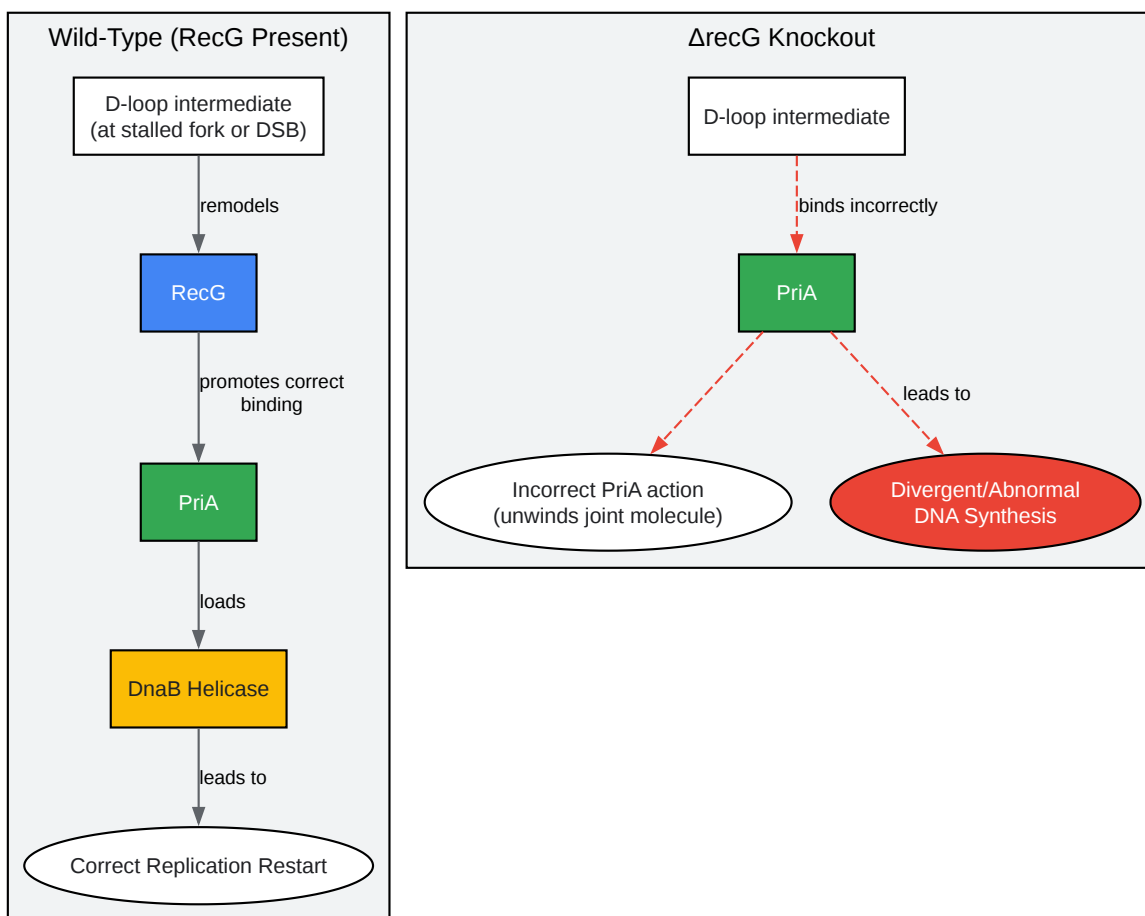 Wild-Type (RecG Present)
D-loop intermediate
(at stalled fork or DSB)
remodels
RecG
promotes correct
binding
PriA
loads
DnaB Helicase
leads to
Correct Replication Restart
ΔrecG Knockout
D-loop intermediate
binds incorrectly
PriA
leads to
Incorrect PriA action
(unwinds joint molecule)
Divergent/Abnormal
DNA Synthesis